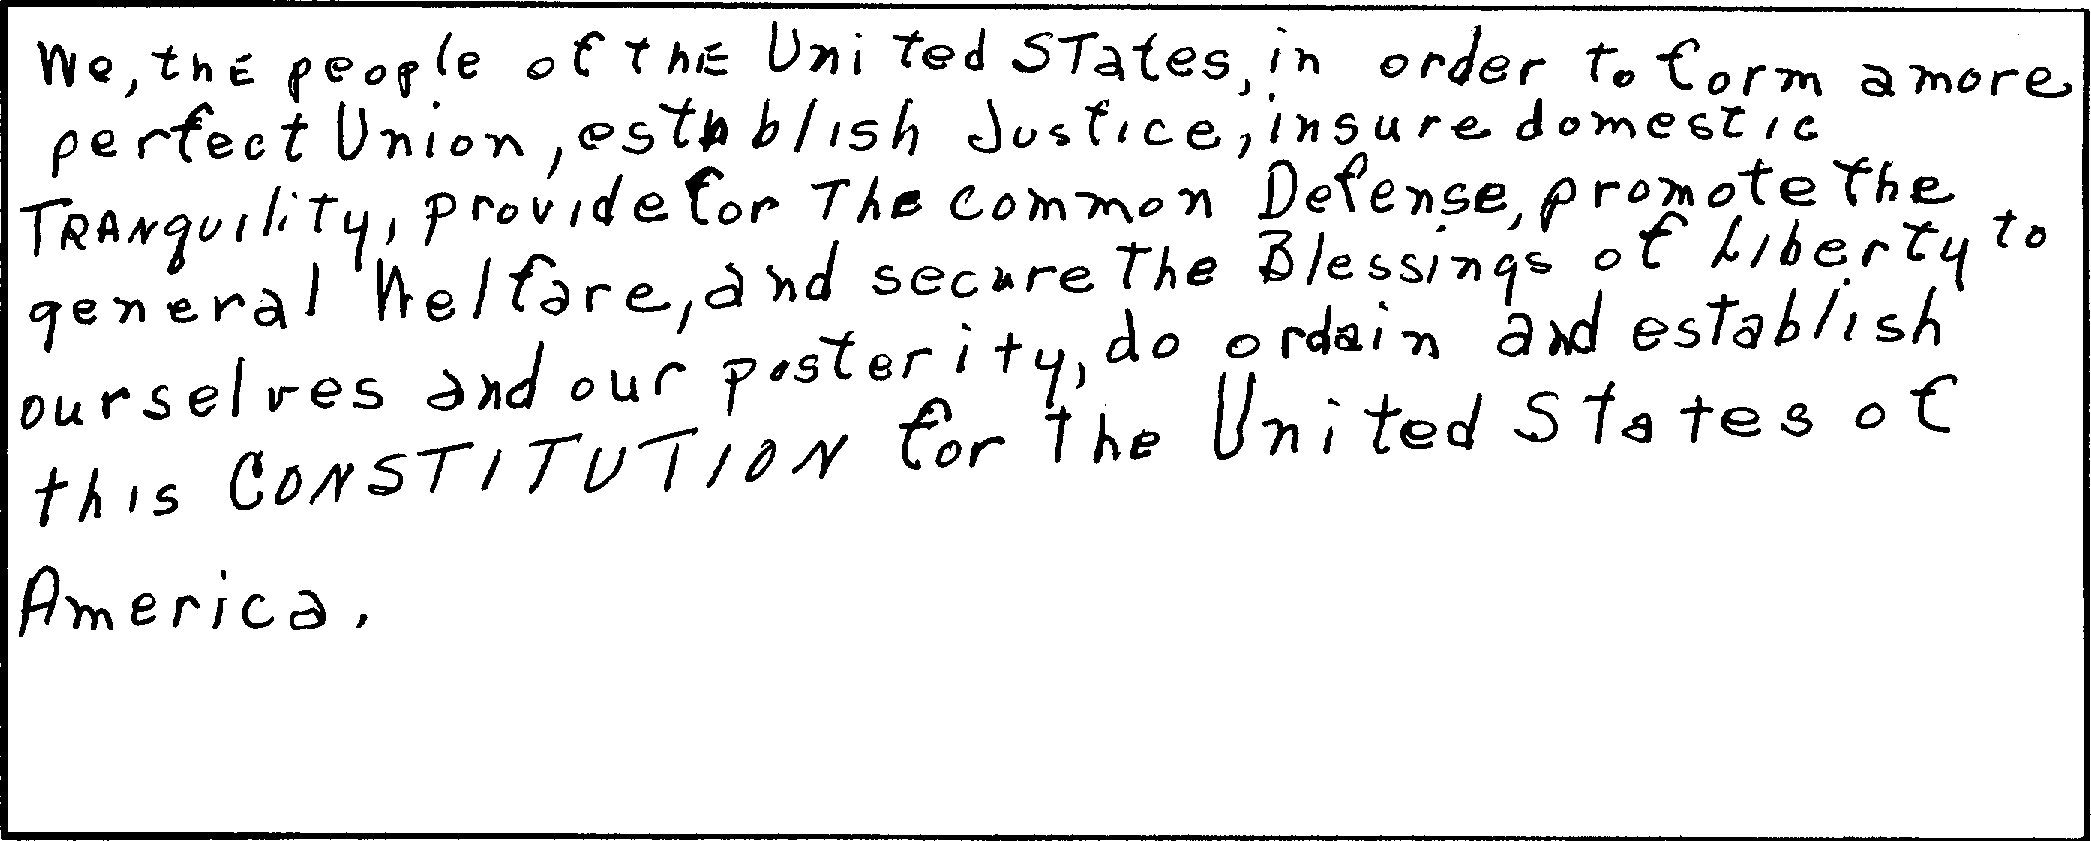 We, thE people of thE United STates, in order to form a more
perfect Union, establish Justice, insure domestic
TRANquility, provide for The common Defense, promote the
general Welfare, and secure The Blessings of Liberty to
ourselves and our posterity, do ordain and establish
this CONSTITUTION for the United States of
America.